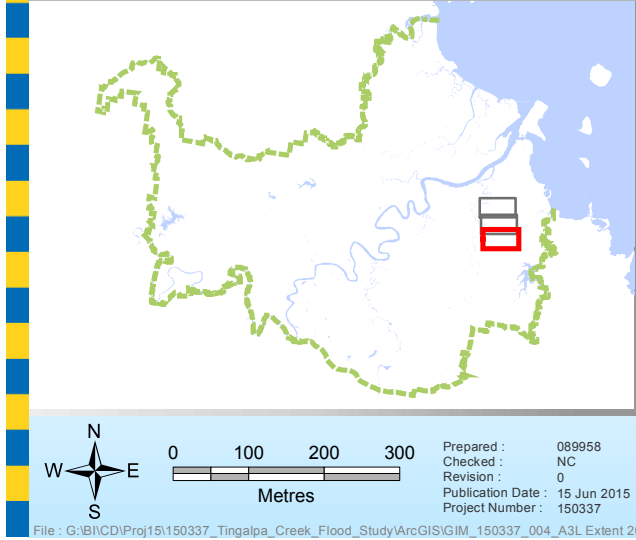 N
W E
S
0 100 200 300
Metres
Prepared : 089958
Checked : NC
Revision : 0
Publication Date : 15 Jun 2015
Project Number : 150337
File : G:\BI\CD\Proj15\150337_Tingalpa_Creek_Flood_Study\ArcGIS\GIM_150337_004_A3L Extent